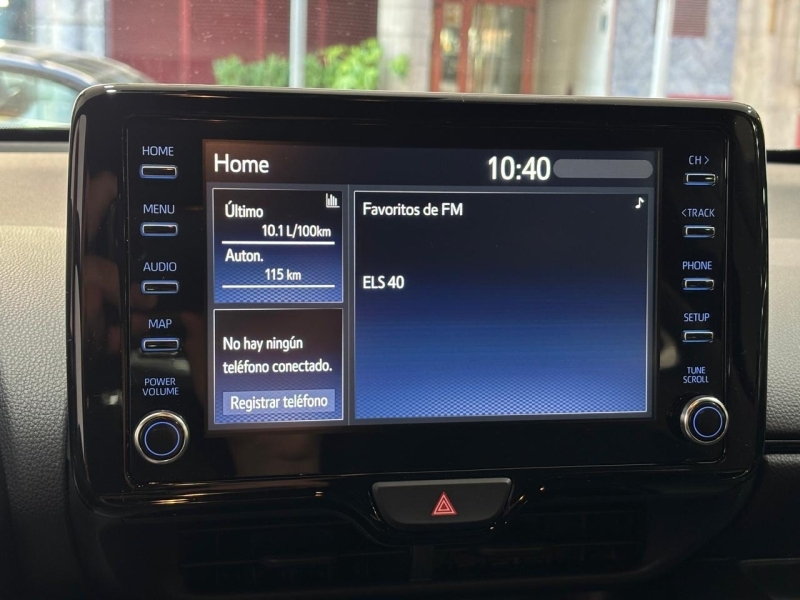 HOME
MENU
AUDIO
MAP
POWER
VOLUME
Home
10:40
Último
10.1 L/100km
Auton.
115 km
No hay ningún
teléfono conectado.
Registrar teléfono
Favoritos de FM
ELS 40
CH >
< TRACK
PHONE
SETUP
TUNE
SCROLL